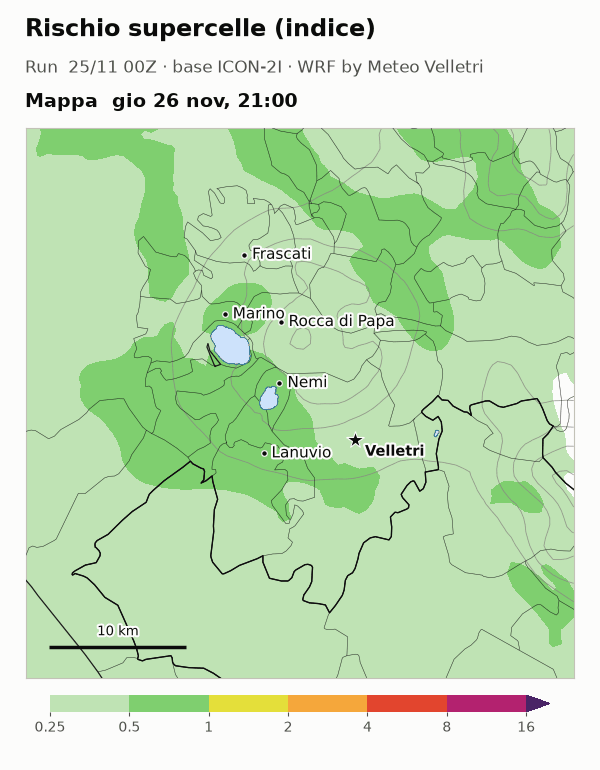 Rischio supercelle (indice)
Run  25/11 00Z · base ICON-2I · WRF by Meteo Velletri
Mappa  gio 26 nov, 21:00
Frascati
Marino
Rocca di Papa
Nemi
Velletri
Lanuvio
10 km
0.25 0.5 1 2 4 8 16